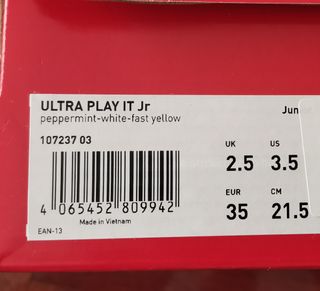 ULTRA PLAY IT Jr
peppermint-white-fast yellow
107237 03
Jun
UK US
2.5 3.5
EUR CM
35 21.5
4 065452 809942
Made in Vietnam
EAN-13